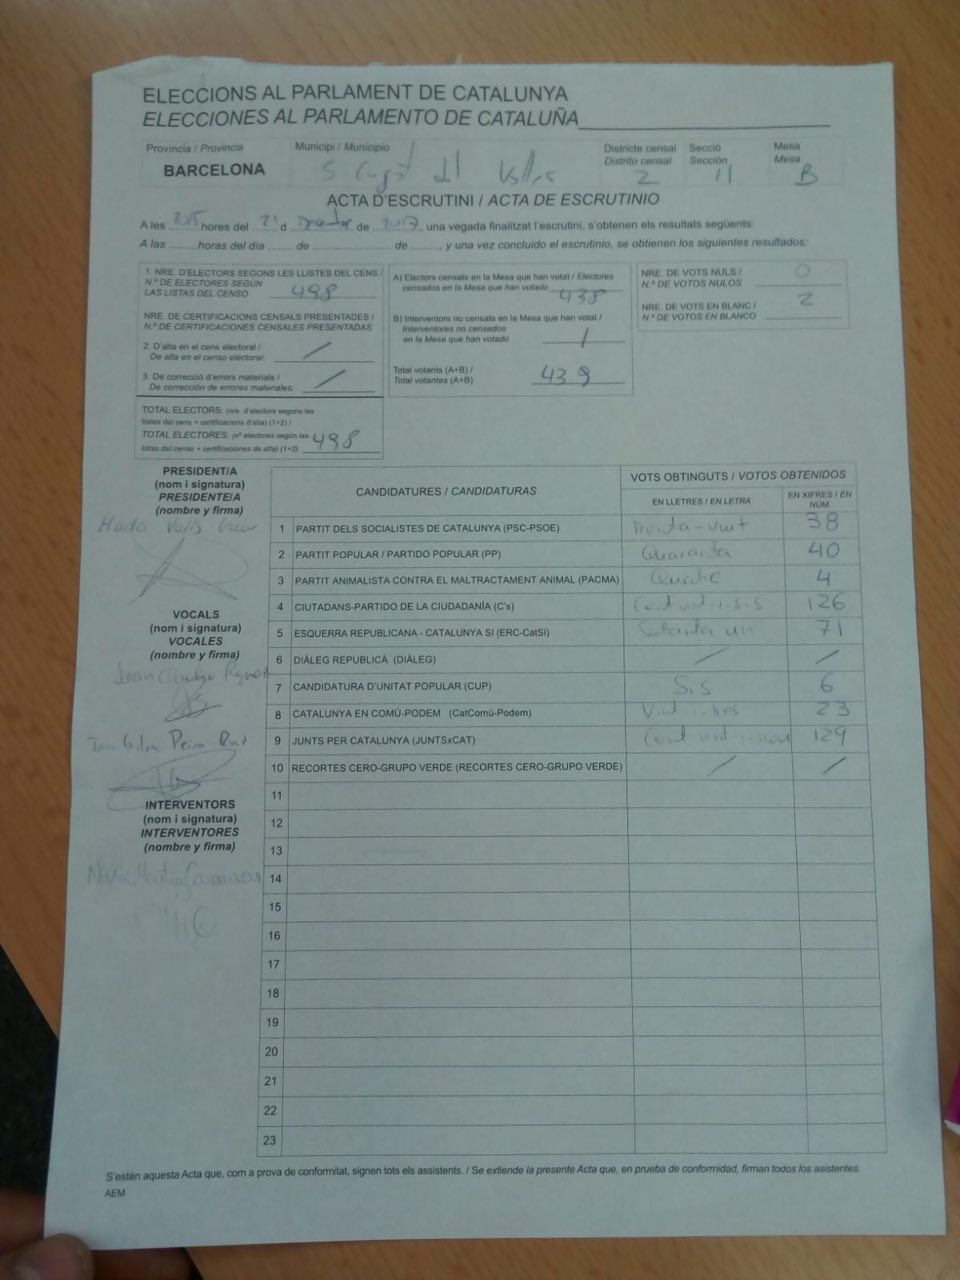 ELECCIONS AL PARLAMENT DE CATALUNYA
ELECCIONES AL PARLAMENTO DE CATALUÑA
Provincia / Provincia Municipi / Municipio Districte censal Secció Mesa
Distrito censal Sección Mesa
BARCELONA S Cugat del Vallès 2 11 B
ACTA D'ESCRUTINI / ACTA DE ESCRUTINIO
A les hores del 21 d de 2017, una vegada finalitzat l'escrutini, s'obtenen els resultats següents:
A las horas del día de de , y una vez concluido el escrutinio, se obtienen los siguientes resultados:
1. NRE. D'ELECTORS SEGONS LES LLISTES DEL CENS /
N.º DE ELECTORES SEGÚN
LAS LISTAS DEL CENSO 498
NRE. DE CERTIFICACIONS CENSALS PRESENTADES /
N.º DE CERTIFICACIONES CENSALES PRESENTADAS
2. D'alta en el cens electoral /
De alta en el censo electoral: /
3. De correcció d'errors materials /
De corrección de errores materiales: /
TOTAL ELECTORS: (nre. d'electors segons les
llistes del cens + certificacions d'alta) (1+2) /
TOTAL ELECTORES: (nº electores según las
listas del censo + certificaciones de alta) (1+2) 498
A) Electors censats en la Mesa que han votat / Electores
censados en la Mesa que han votado 438
B) Interventors no censats en la Mesa que han votat /
Interventores no censados
en la Mesa que han votado 1
Total votants (A+B) /
Total votantes (A+B) 439
NRE. DE VOTS NULS /
N.º DE VOTOS NULOS 0
NRE. DE VOTS EN BLANC /
N.º DE VOTOS EN BLANCO 2
PRESIDENT/A
(nom i signatura)
PRESIDENTE/A
(nombre y firma)
Valls
VOCALS
(nom i signatura)
VOCALES
(nombre y firma)
INTERVENTORS
(nom i signatura)
INTERVENTORES
(nombre y firma)
CANDIDATURES / CANDIDATURAS VOTS OBTINGUTS / VOTOS OBTENIDOS
EN LLETRES / EN LETRA EN XIFRES / EN NUM.
1 PARTIT DELS SOCIALISTES DE CATALUNYA (PSC-PSOE) trenta-vuit 38
2 PARTIT POPULAR / PARTIDO POPULAR (PP) Quaranta 40
3 PARTIT ANIMALISTA CONTRA EL MALTRACTAMENT ANIMAL (PACMA) Quatre 4
4 CIUTADANS-PARTIDO DE LA CIUDADANÍA (C's) Cent vint-i-sis 126
5 ESQUERRA REPUBLICANA - CATALUNYA SI (ERC-CatSí) Setanta un 71
6 DIÀLEG REPUBLICÀ (DIÀLEG) / /
7 CANDIDATURA D'UNITAT POPULAR (CUP) Sis 6
8 CATALUNYA EN COMÚ-PODEM (CatComú-Podem) Vint-i-tres 23
9 JUNTS PER CATALUNYA (JUNTSxCAT) Cent vint-i-nou 129
10 RECORTES CERO-GRUPO VERDE (RECORTES CERO-GRUPO VERDE) / /
11
12
13
14
15
16
17
18
19
20
21
22
23
S'estén aquesta Acta que, com a prova de conformitat, signen tots els assistents. / Se extiende la presente Acta que, en prueba de conformidad, firman todos los asistentes.
AEM